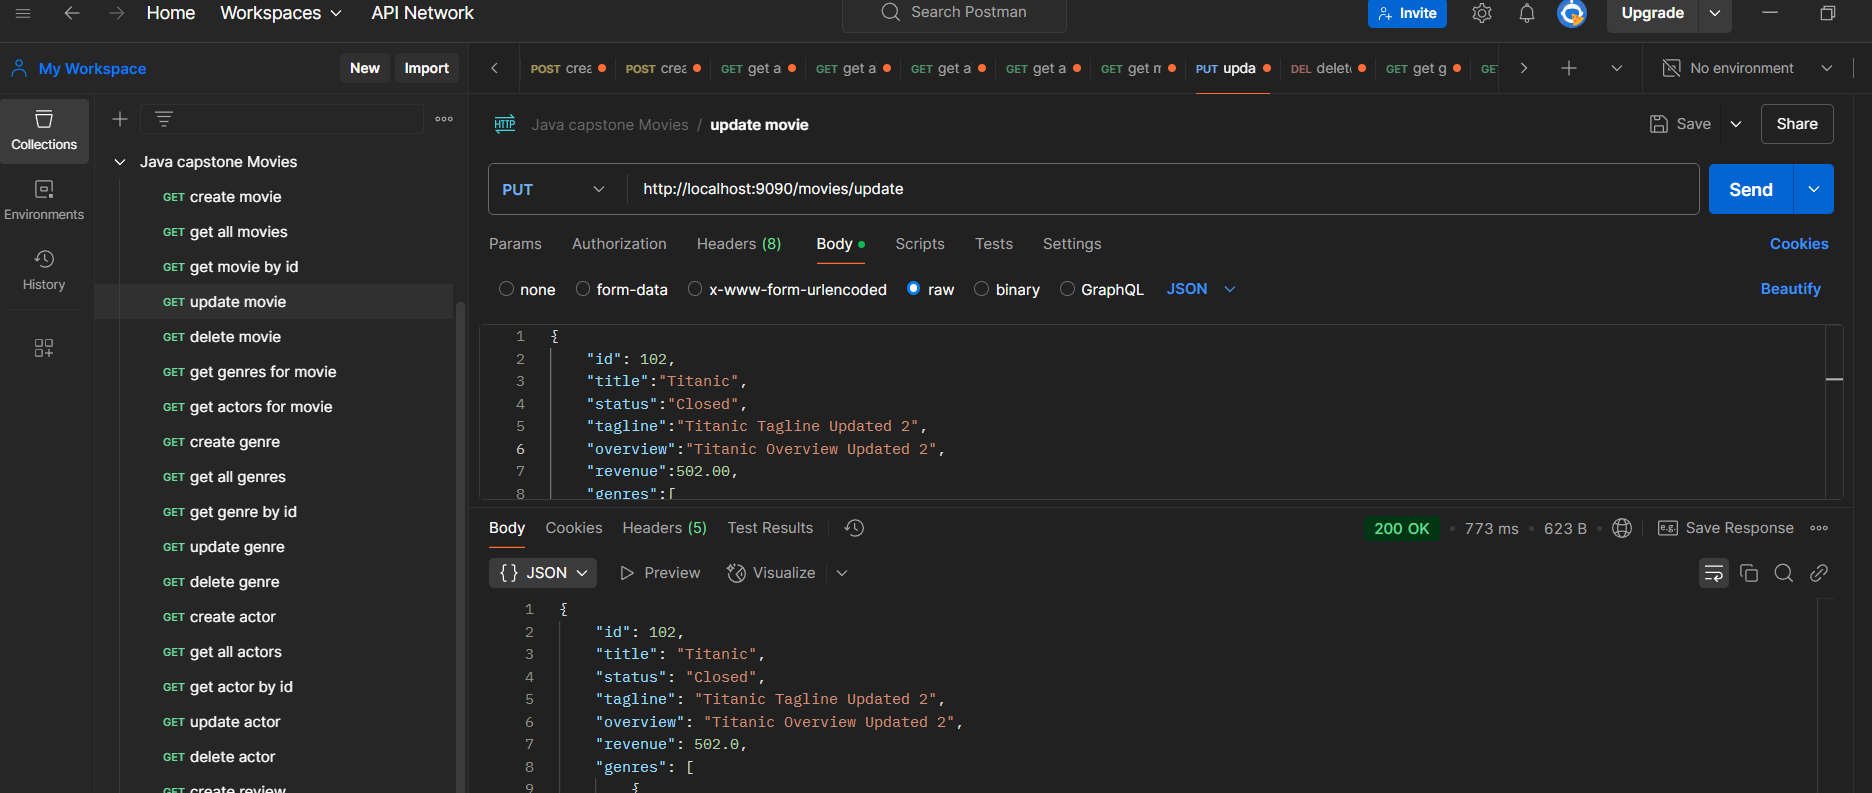 Home Workspaces API Network Search Postman Invite Upgrade
My Workspace New Import POST crea POST crea GET get a GET get a GET get a GET get a GET get m PUT upda DEL delet GET get g GET No environment
Collections
Environments
History
Java capstone Movies
GET create movie
GET get all movies
GET get movie by id
GET update movie
GET delete movie
GET get genres for movie
GET get actors for movie
GET create genre
GET get all genres
GET get genre by id
GET update genre
GET delete genre
GET create actor
GET get all actors
GET get actor by id
GET update actor
GET delete actor
GET create review
HTTP Java capstone Movies / update movie Save Share
PUT http://localhost:9090/movies/update Send
Params Authorization Headers (8) Body Scripts Tests Settings Cookies
none form-data x-www-form-urlencoded raw binary GraphQL JSON Beautify
1 {
2 "id": 102,
3 "title":"Titanic",
4 "status":"Closed",
5 "tagline":"Titanic Tagline Updated 2",
6 "overview":"Titanic Overview Updated 2",
7 "revenue":502.00,
8 "genres":[
Body Cookies Headers (5) Test Results 200 OK • 773 ms • 623 B • e.g. Save Response
{} JSON Preview Visualize
1 {
2 "id": 102,
3 "title": "Titanic",
4 "status": "Closed",
5 "tagline": "Titanic Tagline Updated 2",
6 "overview": "Titanic Overview Updated 2",
7 "revenue": 502.0,
8 "genres": [
9 {